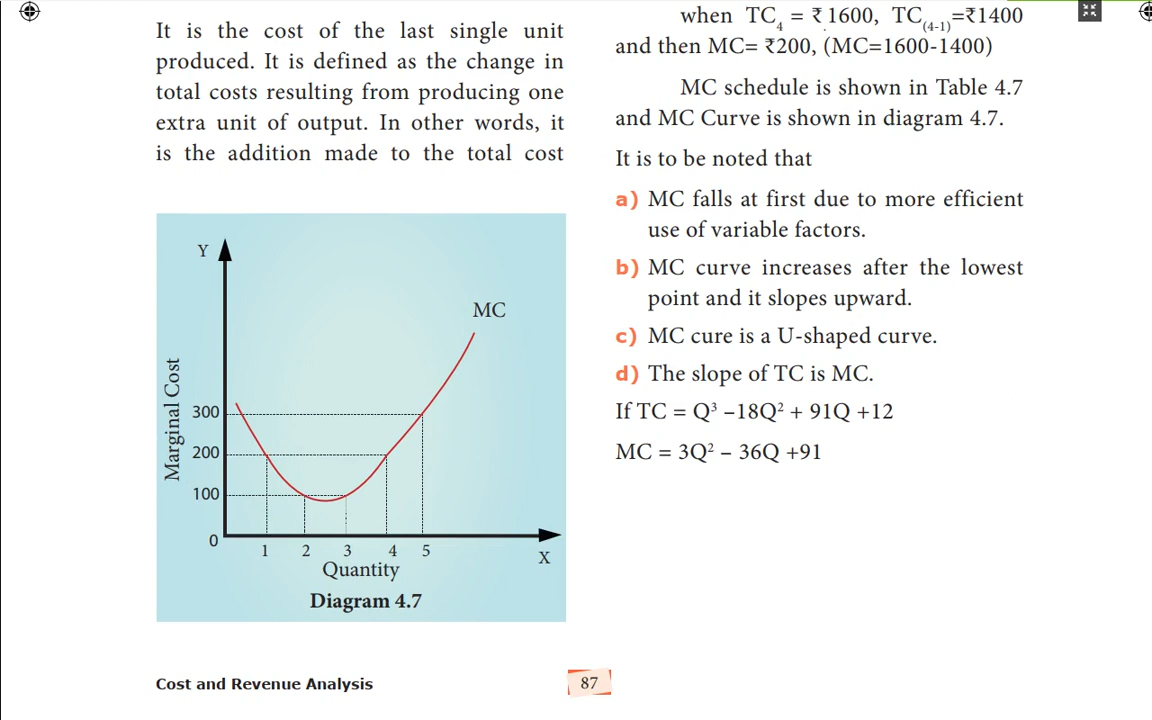 It is the cost of the last single unit
produced. It is defined as the change in
total costs resulting from producing one
extra unit of output. In other words, it
is the addition made to the total cost
Y
MC
Marginal Cost
300
200
100
0
1 2 3 4 5
X
Quantity
Diagram 4.7
when TC₄ = ₹ 1600, TC₍₄₋₁₎=₹1400
and then MC= ₹200, (MC=1600-1400)
MC schedule is shown in Table 4.7
and MC Curve is shown in diagram 4.7.
It is to be noted that
a) MC falls at first due to more efficient
use of variable factors.
b) MC curve increases after the lowest
point and it slopes upward.
c) MC cure is a U-shaped curve.
d) The slope of TC is MC.
If TC = Q³ –18Q² + 91Q +12
MC = 3Q² – 36Q +91
Cost and Revenue Analysis
87